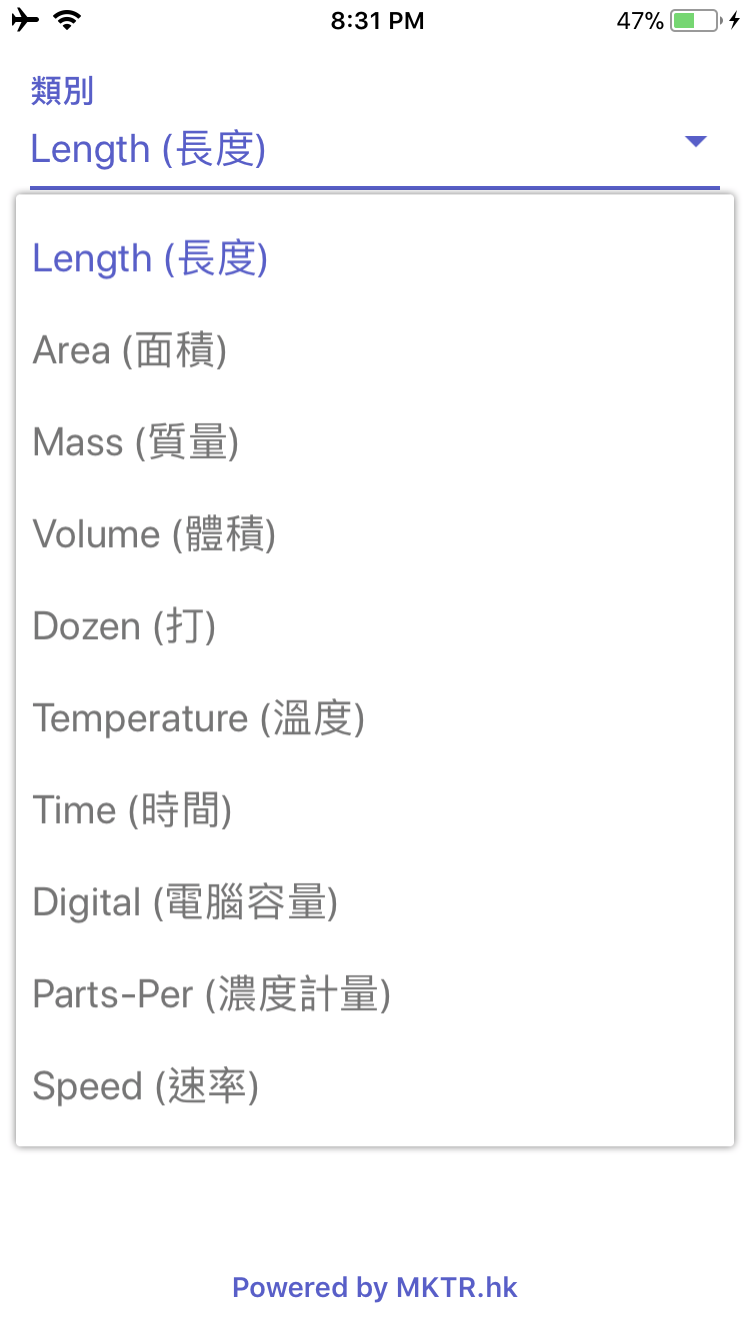 8:31 PM
47%
類別
Length (長度)
Length (長度)
Area (面積)
Mass (質量)
Volume (體積)
Dozen (打)
Temperature (溫度)
Time (時間)
Digital (電腦容量)
Parts-Per (濃度計量)
Speed (速率)
Powered by MKTR.hk